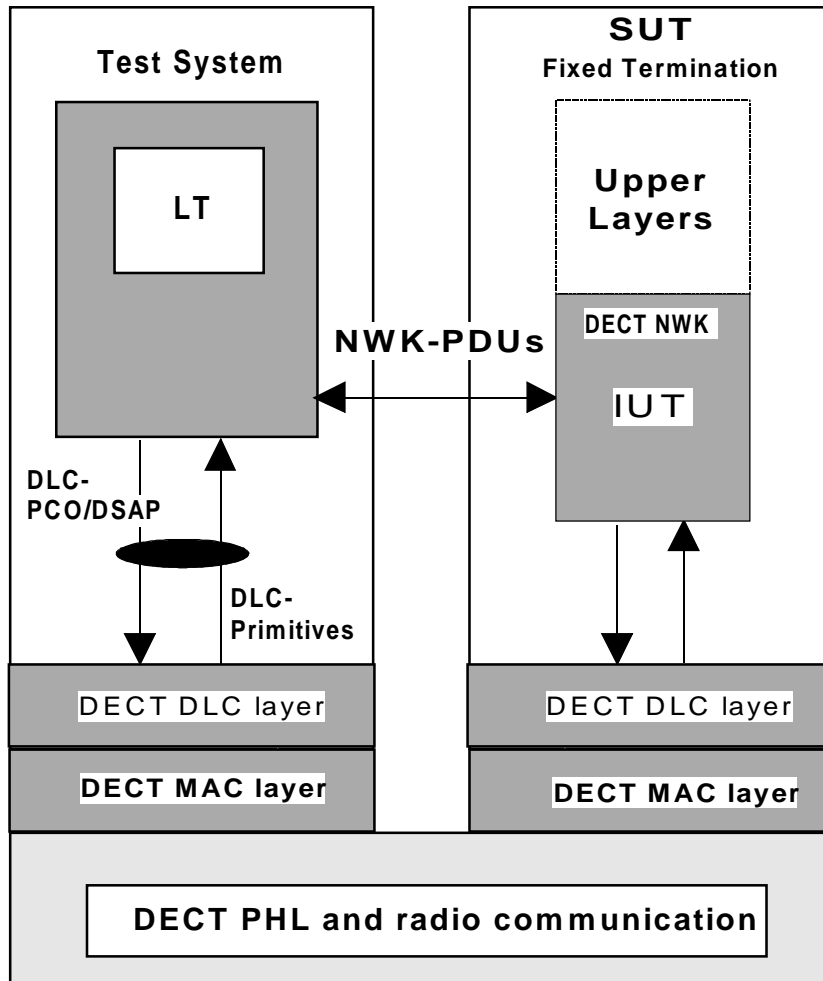 Test System
SUT
Fixed Termination
LT
Upper
Layers
DECT NWK
NWK-PDUs
IUT
DLC-
PCO/DSAP
DLC-
Primitives
DECT DLC layer
DECT DLC layer
DECT MAC layer
DECT MAC layer
DECT PHL and radio communication